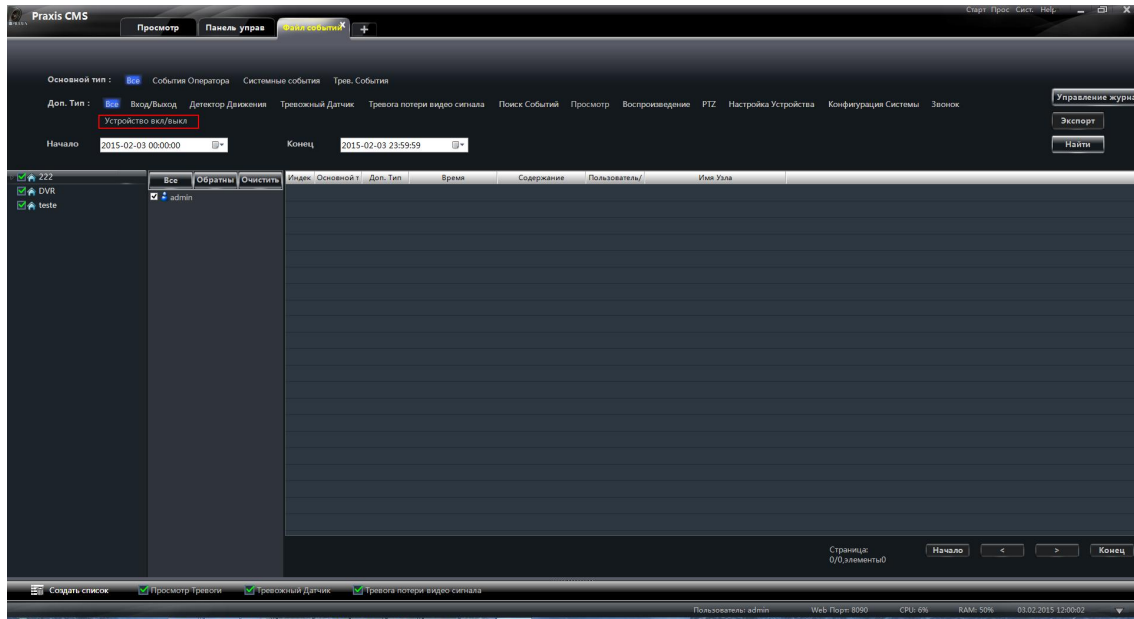 Praxis CMS
Старт Прос Сист. Help
Просмотр Панель управ Файл событий X +
Основной тип : Все События Оператора Системные события Трев. События
Доп. Тип : Все Вход/Выход Детектор Движения Тревожный Датчик Тревога потери видео сигнала Поиск Событий Просмотр Воспроизведение PTZ Настройка Устройства Конфигурация Системы Звонок
Управление журна
Устройство вкл/выкл
Экспорт
Начало 2015-02-03 00:00:00 Конец 2015-02-03 23:59:59
Найти
222
DVR
teste
Все Обратны Очистить
admin
Индек Основной т Доп. Тип Время Содержание Пользователь/ Имя Узла
Страница:
0/0,элементы0
Начало < > Конец
Создать список Просмотр Тревоги Тревожный Датчик Тревога потери видео сигнала
Пользователь: admin Web Порт: 8090 CPU: 6% RAM: 50% 03.02.2015 12:00:02